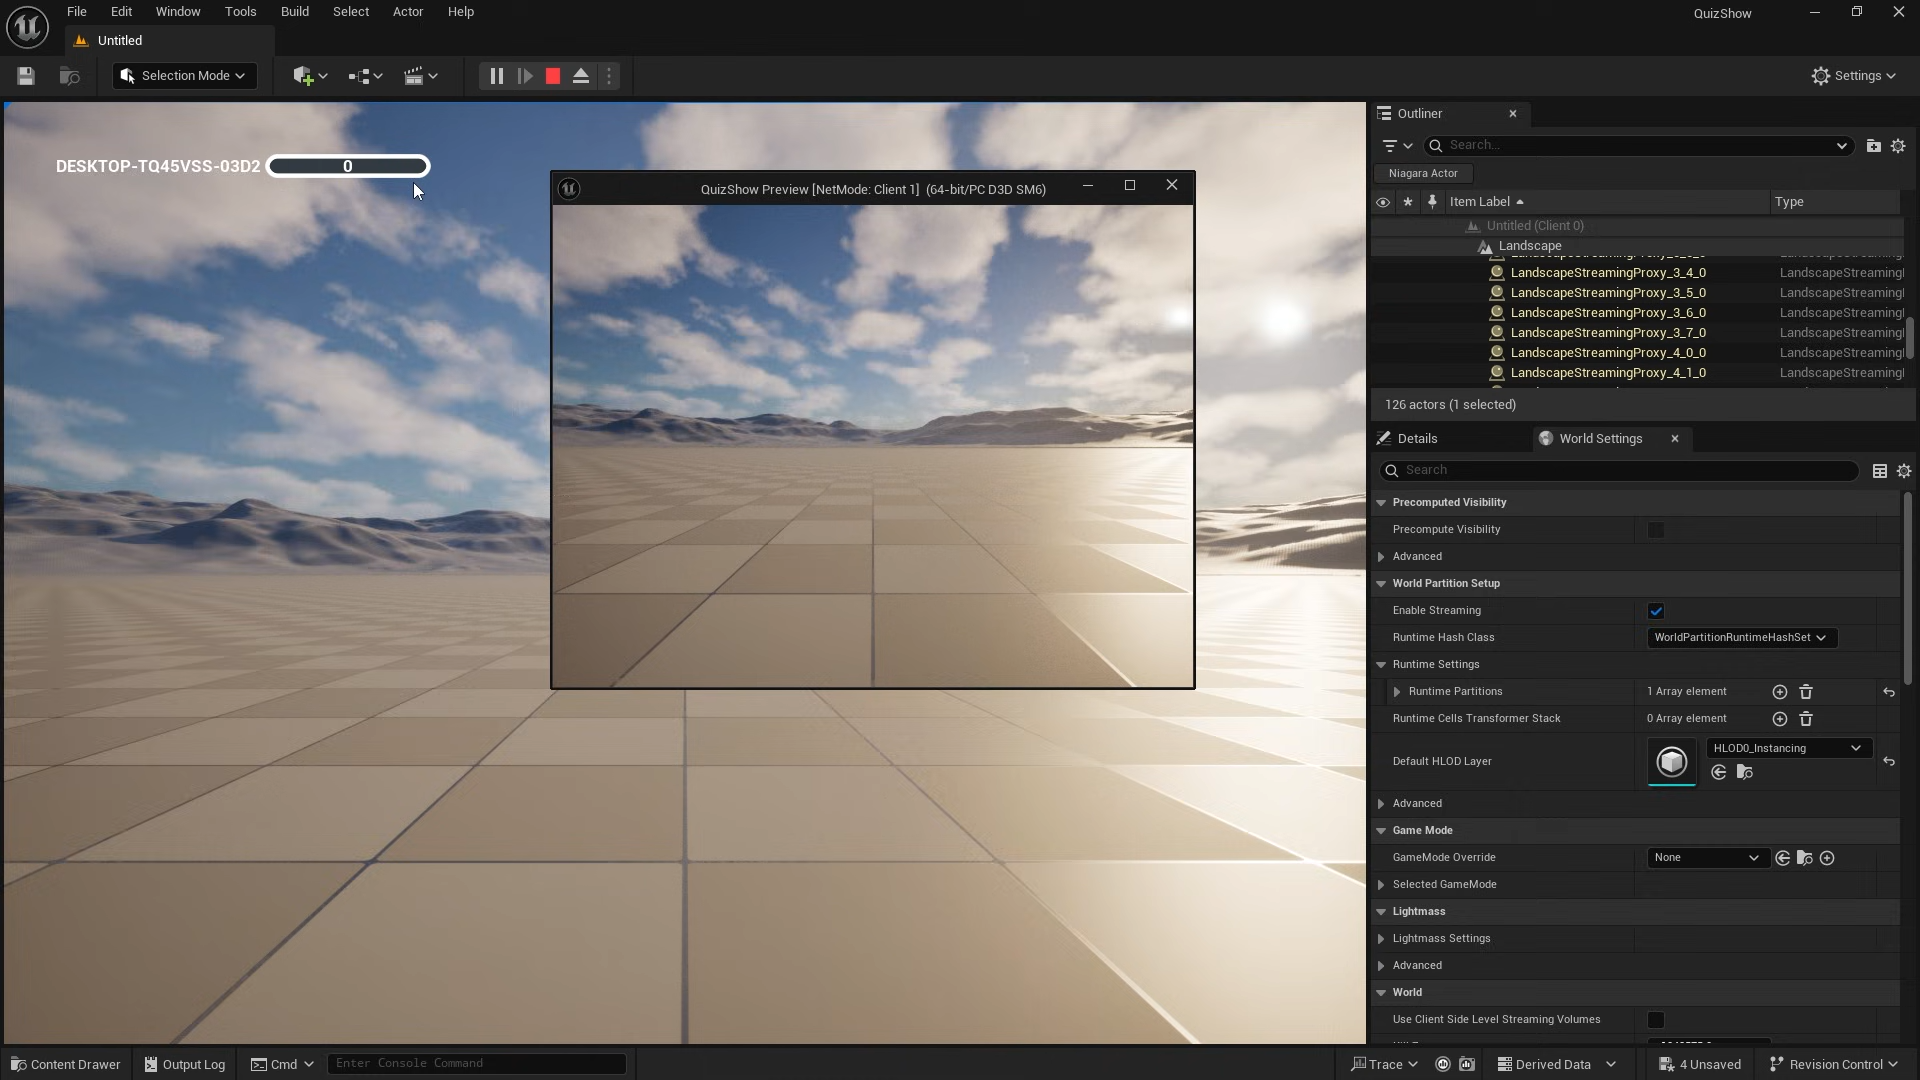 File Edit Window Tools Build Select Actor Help
QuizShow
Untitled
Selection Mode
Settings
DESKTOP-TQ45VSS-03D2 0
QuizShow Preview [NetMode: Client 1] (64-bit/PC D3D SM6)
Outliner
Search...
Niagara Actor
Item Label Type
Untitled (Client 0)
Landscape
LandscapeStreamingProxy_3_4_0 LandscapeStreaming
LandscapeStreamingProxy_3_5_0 LandscapeStreaming
LandscapeStreamingProxy_3_6_0 LandscapeStreaming
LandscapeStreamingProxy_3_7_0 LandscapeStreaming
LandscapeStreamingProxy_4_0_0 LandscapeStreaming
LandscapeStreamingProxy_4_1_0 LandscapeStreaming
126 actors (1 selected)
Details World Settings
Search
Precomputed Visibility
Precompute Visibility
Advanced
World Partition Setup
Enable Streaming
Runtime Hash Class WorldPartitionRuntimeHashSet
Runtime Settings
Runtime Partitions 1 Array element
Runtime Cells Transformer Stack 0 Array element
Default HLOD Layer HLOD0_Instancing
Advanced
Game Mode
GameMode Override None
Selected GameMode
Lightmass
Lightmass Settings
Advanced
World
Use Client Side Level Streaming Volumes
Content Drawer Output Log Cmd Enter Console Command Trace Derived Data 4 Unsaved Revision Control